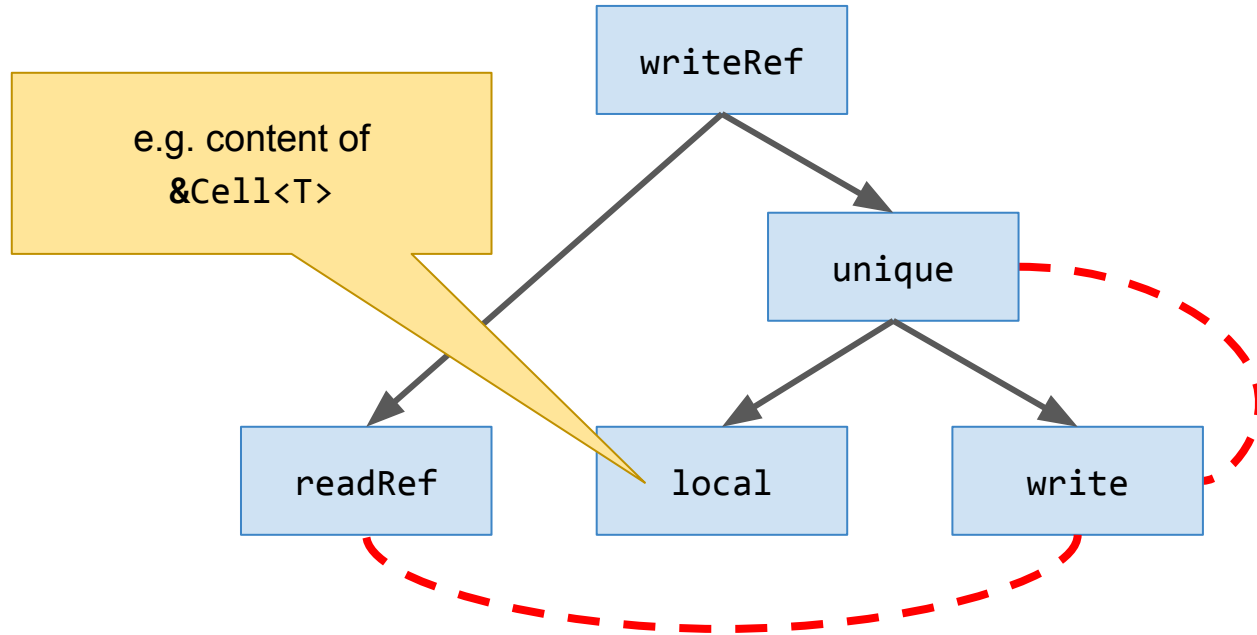 writeRef
e.g. content of
&Cell<T>
unique
readRef
local
write